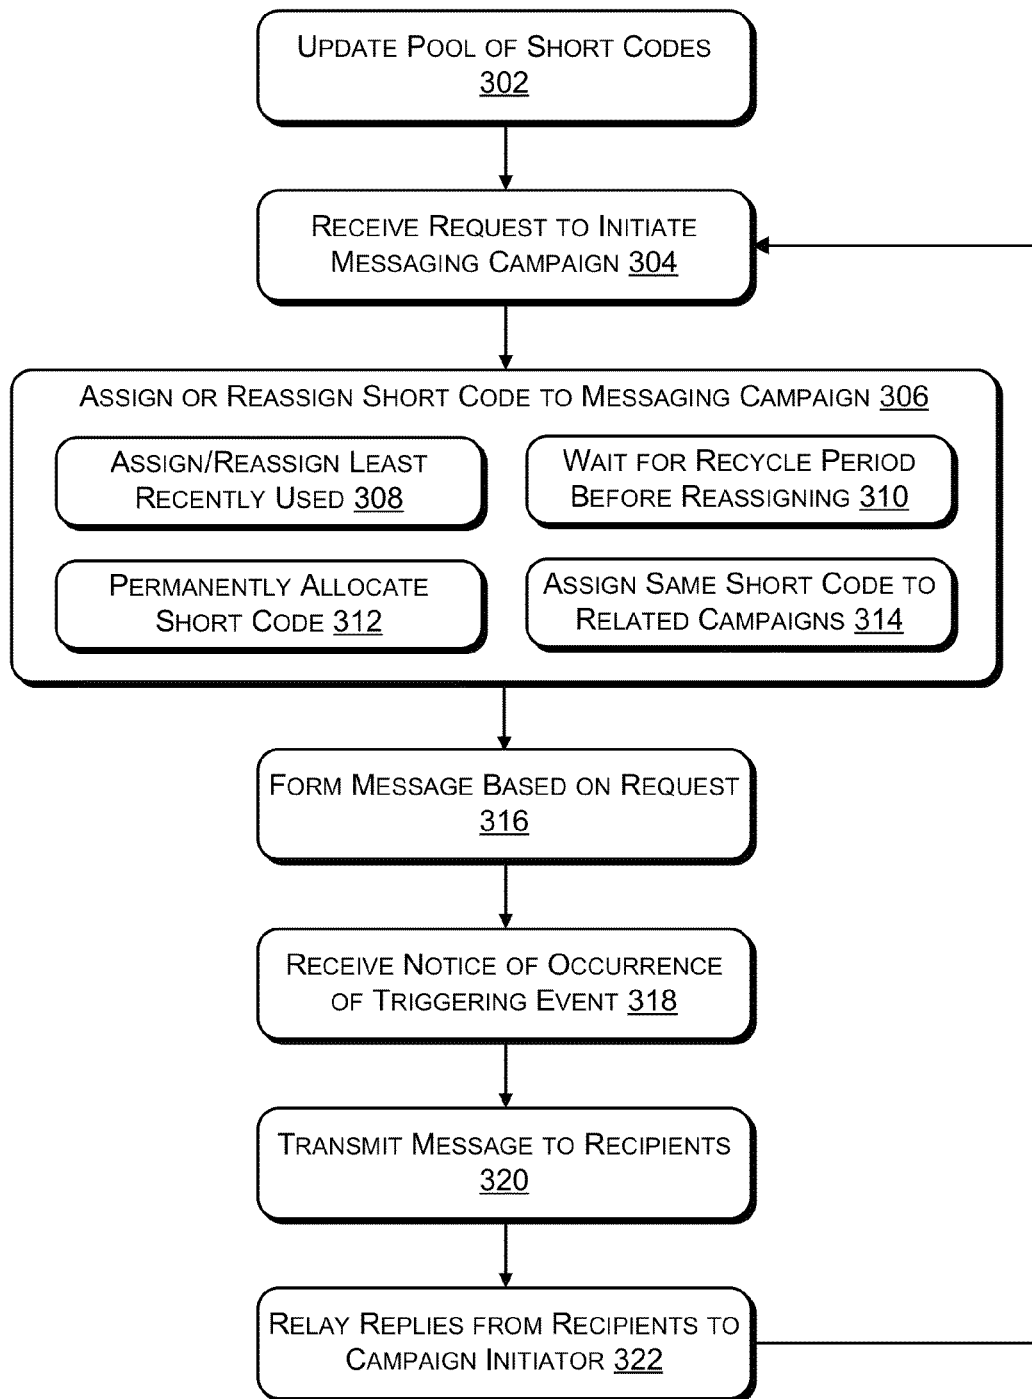 UPDATE POOL OF SHORT CODES
302
RECEIVE REQUEST TO INITIATE
MESSAGING CAMPAIGN 304
ASSIGN OR REASSIGN SHORT CODE TO MESSAGING CAMPAIGN 306
ASSIGN/REASSIGN LEAST
RECENTLY USED 308
WAIT FOR RECYCLE PERIOD
BEFORE REASSIGNING 310
PERMANENTLY ALLOCATE
SHORT CODE 312
ASSIGN SAME SHORT CODE TO
RELATED CAMPAIGNS 314
FORM MESSAGE BASED ON REQUEST
316
RECEIVE NOTICE OF OCCURRENCE
OF TRIGGERING EVENT 318
TRANSMIT MESSAGE TO RECIPIENTS
320
RELAY REPLIES FROM RECIPIENTS TO
CAMPAIGN INITIATOR 322